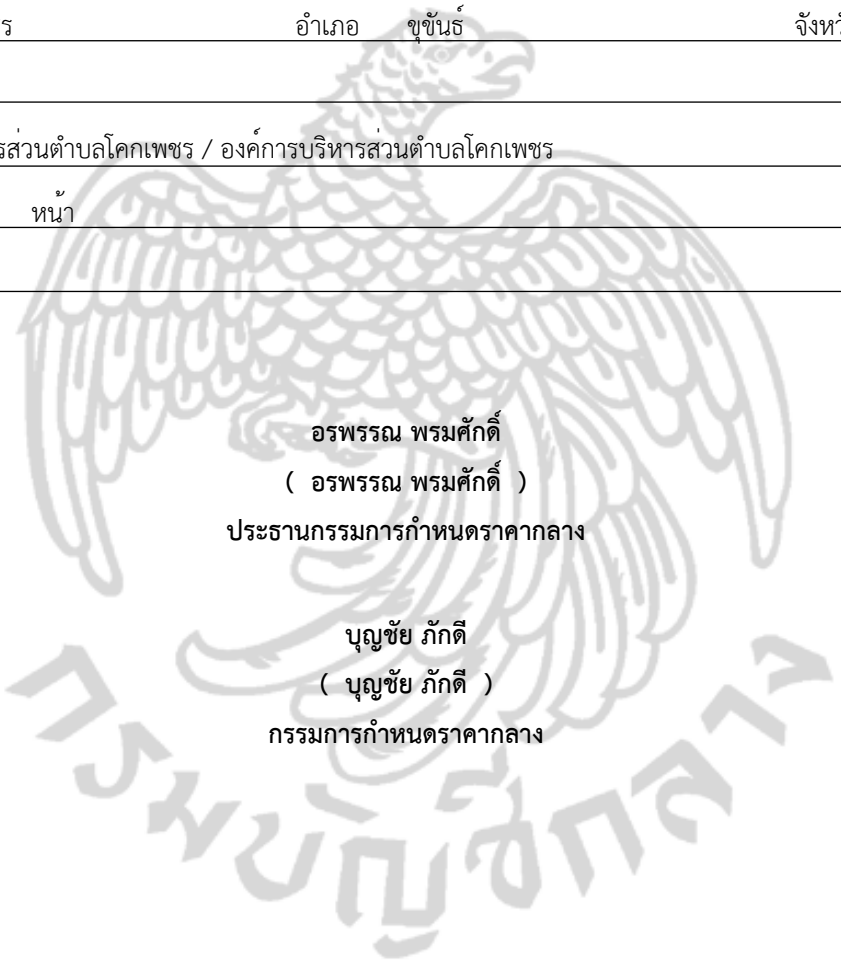 ร อำเภอ ขุขันธ์ จังหวั
รส่วนตำบลโคกเพชร / องค์การบริหารส่วนตำบลโคกเพชร
หน้า
อรพรรณ พรมศักดิ์
( อรพรรณ พรมศักดิ์ )
ประธานกรรมการกำหนดราคากลาง
บุญชัย ภักดี
( บุญชัย ภักดี )
กรรมการกำหนดราคากลาง
กรมบัญชีกลาง